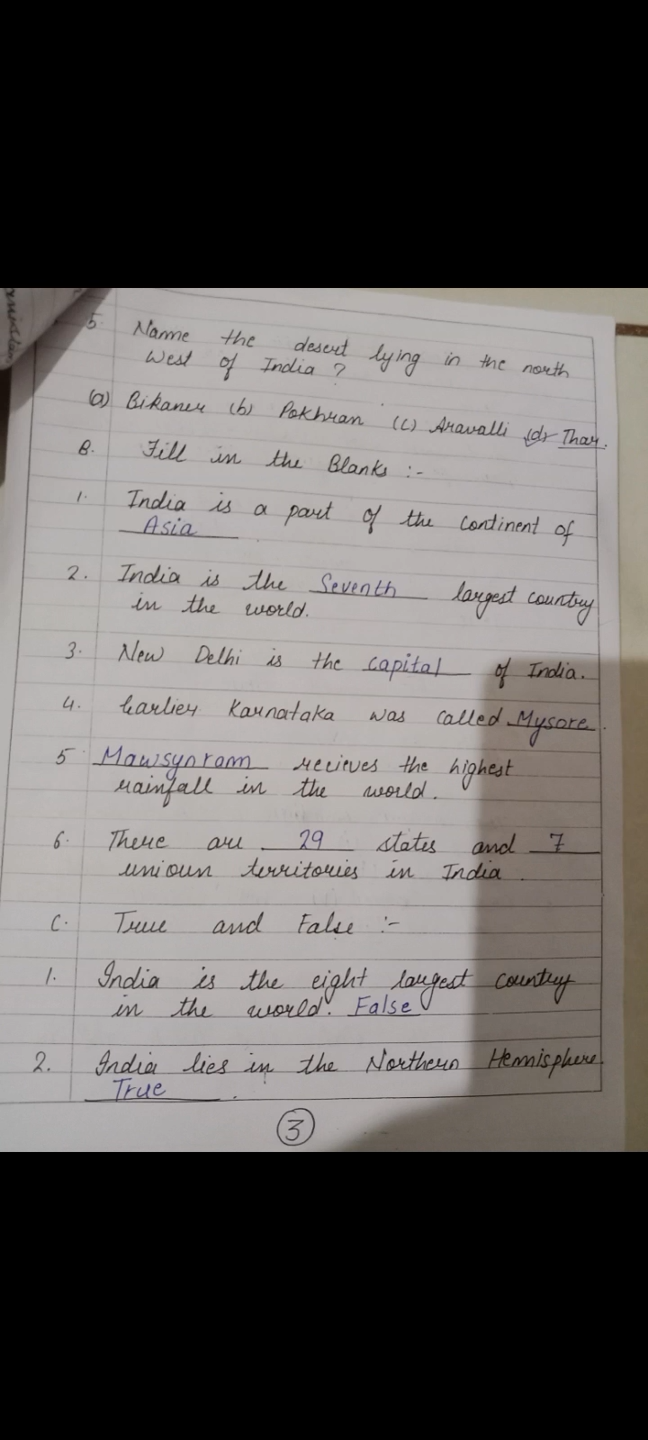 5. Name the desert lying in the north
West of India ?
(a) Bikaner (b) Pokhran (c) Aravalli (d) Thar.
B. Fill in the Blanks :-
1. India is a part of the continent of
Asia
2. India is the Seventh largest country
in the world.
3. New Delhi is the capital of India.
4. Earlier Karnataka was called Mysore.
5 Mawsynram recieves the highest
rainfall in the world.
6. There are 29 states and 7
unioun territories in India.
C. True and False :-
1. India is the eight largest country
in the world. False
2. India lies in the Northern Hemisphere.
True.
3